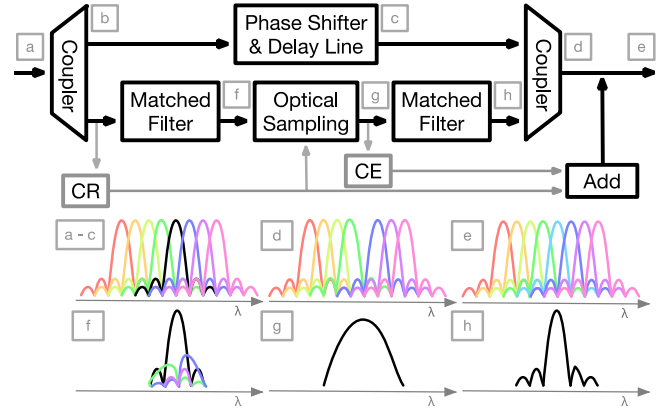 a
b
c
d
e
Coupler
Phase Shifter
& Delay Line
Coupler
Matched
Filter
f
Optical
Sampling
g
Matched
Filter
h
CR
CE
Add
a - c
λ
d
λ
e
λ
f
λ
g
λ
h
λ